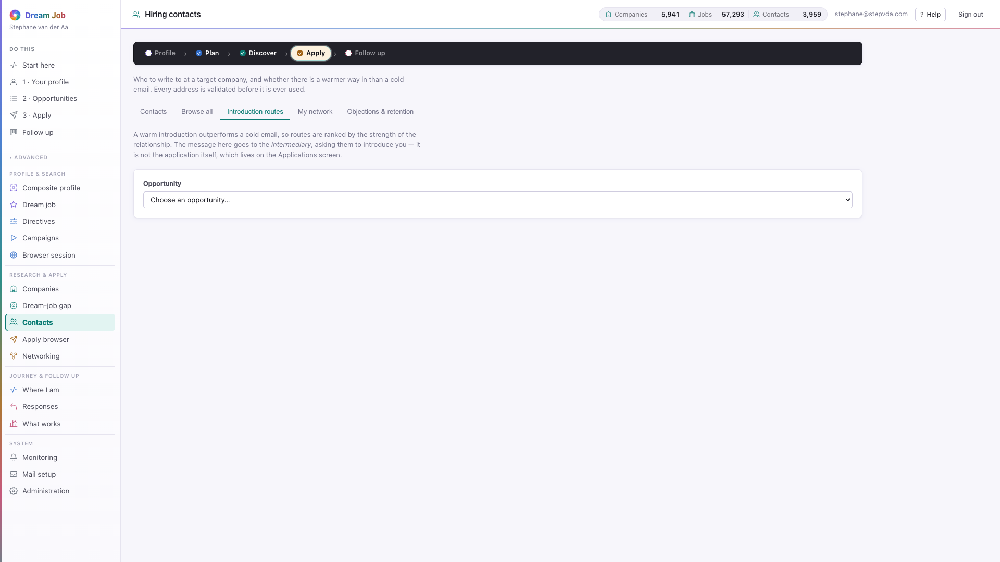 Dream Job
Stephane van der Aa
DO THIS
Start here
1 · Your profile
2 · Opportunities
3 · Apply
Follow up
ADVANCED
PROFILE & SEARCH
Composite profile
Dream job
Directives
Campaigns
Browser session
RESEARCH & APPLY
Companies
Dream-job gap
Contacts
Apply browser
Networking
JOURNEY & FOLLOW UP
Where I am
Responses
What works
SYSTEM
Monitoring
Mail setup
Administration
Hiring contacts
Companies 5,941 Jobs 57,293 Contacts 3,959 stephane@stepvda.com ? Help Sign out
Profile › Plan › Discover › Apply › Follow up
Who to write to at a target company, and whether there is a warmer way in than a cold
email. Every address is validated before it is ever used.
Contacts Browse all Introduction routes My network Objections & retention
A warm introduction outperforms a cold email, so routes are ranked by the strength of the
relationship. The message here goes to the intermediary, asking them to introduce you — it
is not the application itself, which lives on the Applications screen.
Opportunity
Choose an opportunity…